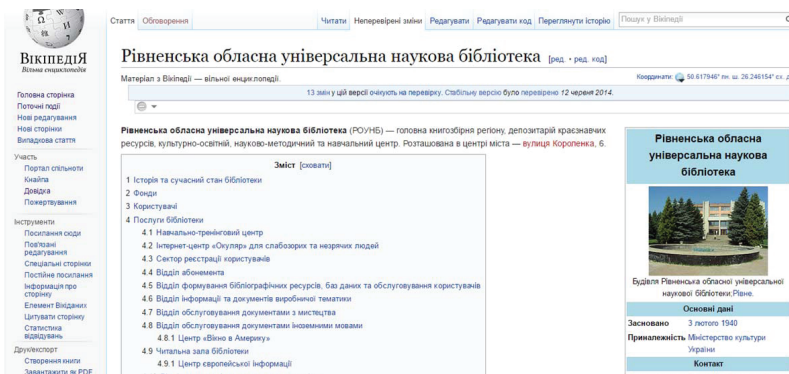 ВІКІПЕДІЯ
Вільна енциклопедія
Головна сторінка
Поточні події
Нові редагування
Нові сторінки
Випадкова стаття
Участь
Портал спільноти
Кнайпа
Довідка
Пожертвування
Інструменти
Посилання сюди
Пов'язані
редагування
Спеціальні сторінки
Постійне посилання
Інформація про
сторінку
Елемент Вікіданих
Цитувати сторінку
Статистика
відвідувань
Друк/експорт
Створення книги
Завантажити як PDF
Стаття Обговорення
Читати Неперевірені зміни Редагувати Редагувати код Переглянути історію
Пошук у Вікіпедії
Рівненська обласна універсальна наукова бібліотека [ред. • ред. код]
Матеріал з Вікіпедії — вільної енциклопедії.
Координати: 50.617946° пн. ш. 26.246154° сх. д
13 змін у цій версії очікують на перевірку. Стабільну версію було перевірено 12 червня 2014.
Рівненська обласна універсальна наукова бібліотека (РОУНБ) — головна книгозбірня регіону, депозитарій краєзнавчих
ресурсів, культурно-освітній, науково-методичний та навчальний центр. Розташована в центрі міста — вулиця Короленка, 6.
Зміст [сховати]
1 Історія та сучасний стан бібліотеки
2 Фонди
3 Користувачі
4 Послуги бібліотеки
4.1 Навчально-тренінговий центр
4.2 Інтернет-центр «Окуляр» для слабозорих та незрячих людей
4.3 Сектор реєстрації користувачів
4.4 Відділ абонемента
4.5 Відділ формування бібліографічних ресурсів, баз даних та обслуговування користувачів
4.6 Відділ інформації та документів виробничої тематики
4.7 Відділ обслуговування документами з мистецтва
4.8 Відділ обслуговування документами іноземними мовами
4.8.1 Центр «Вікно в Америку»
4.9 Читальна зала бібліотеки
4.9.1 Центр європейської інформації
Рівненська обласна
універсальна наукова
бібліотека
Будівля Рівненська обласної універсальної
наукової бібліотеки;Рівне.
Основні дані
Засновано 3 лютого 1940
Приналежність Міністерство культури
України
Контакт